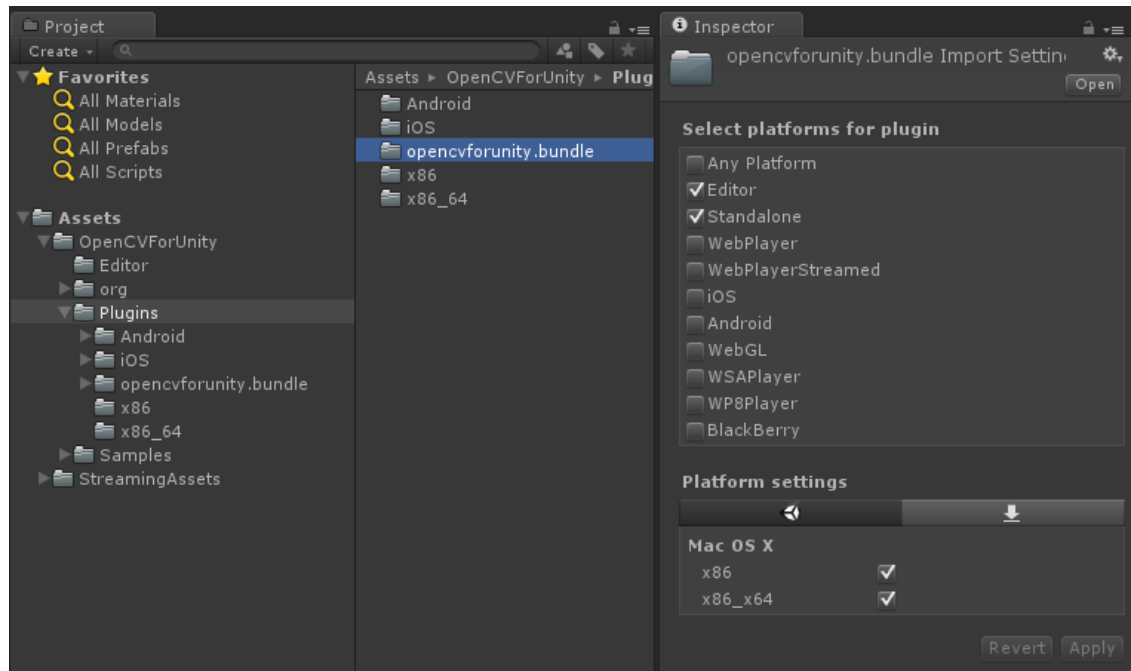 Project
Create
Favorites
All Materials
All Models
All Prefabs
All Scripts
Assets
OpenCVForUnity
Editor
org
Plugins
Android
iOS
opencvforunity.bundle
x86
x86_64
Samples
StreamingAssets
Assets ▸ OpenCVForUnity ▸ Plug
Android
iOS
opencvforunity.bundle
x86
x86_64
Inspector
opencvforunity.bundle Import Settin
Open
Select platforms for plugin
Any Platform
Editor
Standalone
WebPlayer
WebPlayerStreamed
iOS
Android
WebGL
WSAPlayer
WP8Player
BlackBerry
Platform settings
Mac OS X
x86
x86_x64
Revert Apply